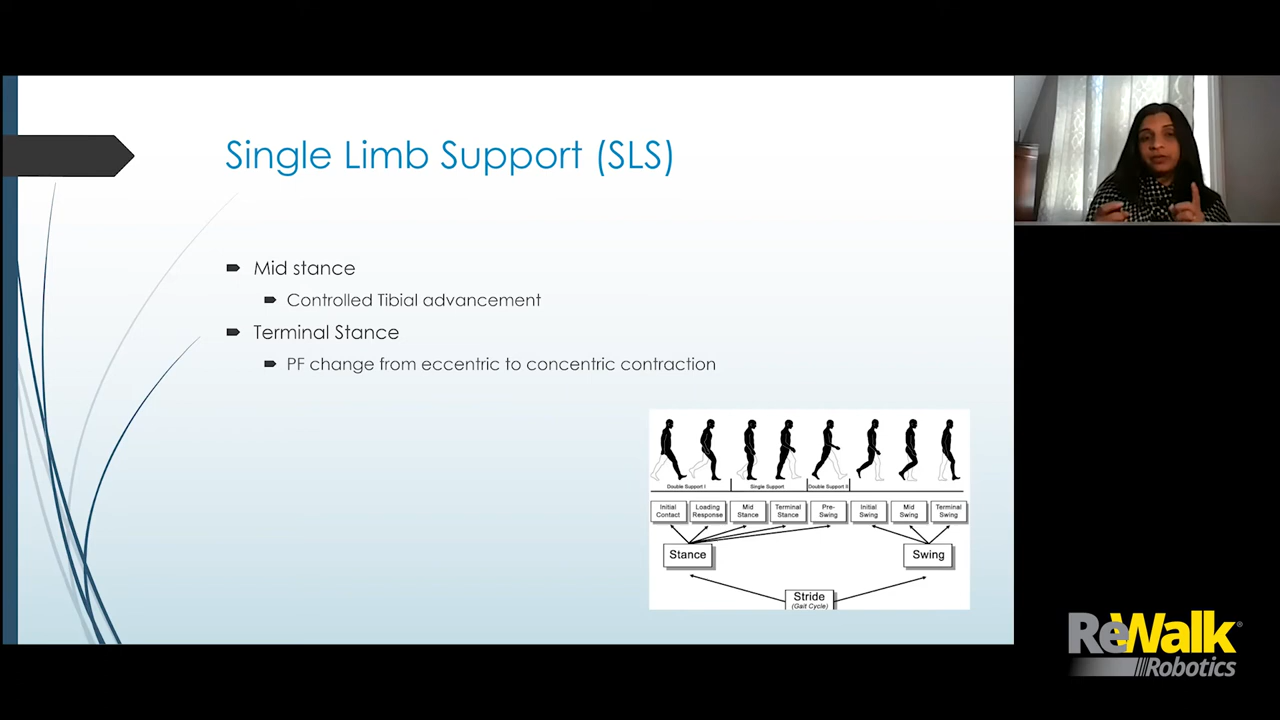 Single Limb Support (SLS)
Mid stance
Controlled Tibial advancement
Terminal Stance
PF change from eccentric to concentric contraction
Double Support I
Single Support
Double Support II
Initial Contact
Loading Response
Mid Stance
Terminal Stance
Pre-Swing
Initial Swing
Mid Swing
Terminal Swing
Stance
Swing
Stride
(Gait Cycle)
ReWalk
Robotics